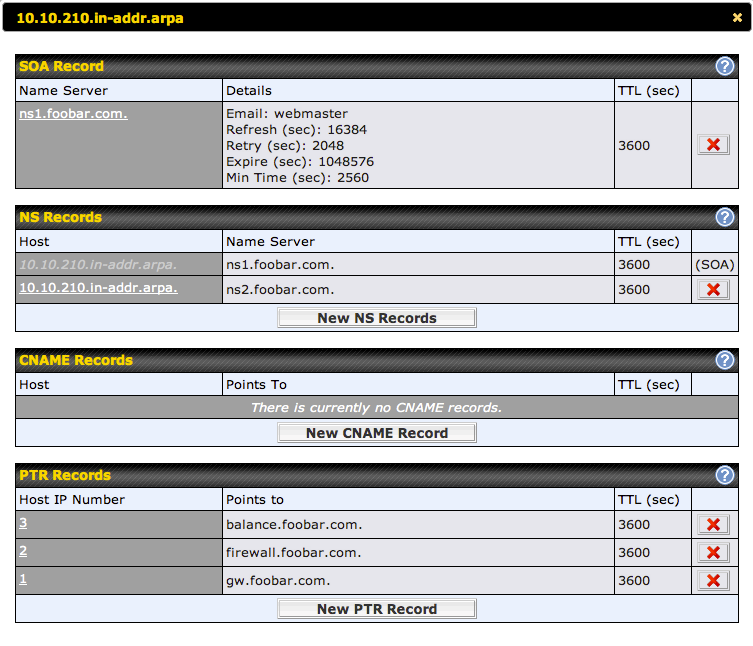 10.10.210.in-addr.arpa
SOA Record ?
Name Server Details TTL (sec)
ns1.foobar.com. Email: webmaster
Refresh (sec): 16384
Retry (sec): 2048 3600
Expire (sec): 1048576
Min Time (sec): 2560
NS Records ?
Host Name Server TTL (sec)
10.10.210.in-addr.arpa. ns1.foobar.com. 3600 (SOA)
10.10.210.in-addr.arpa. ns2.foobar.com. 3600
New NS Records
CNAME Records ?
Host Points To TTL (sec)
There is currently no CNAME records.
New CNAME Record
PTR Records ?
Host IP Number Points to TTL (sec)
3 balance.foobar.com. 3600
2 firewall.foobar.com. 3600
1 gw.foobar.com. 3600
New PTR Record